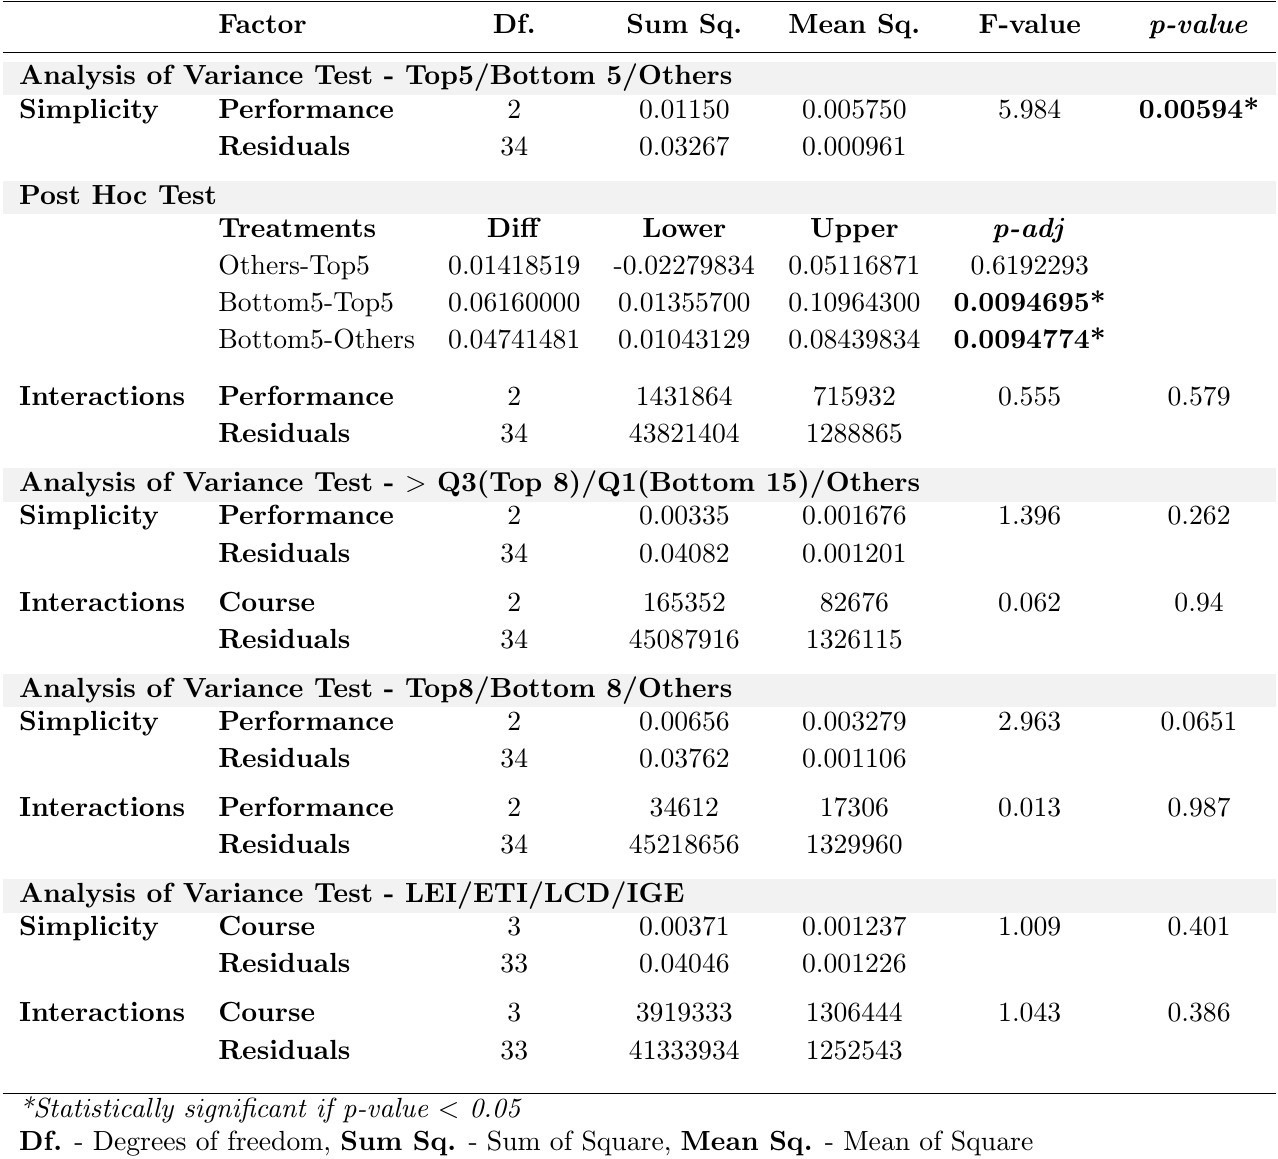 Factor Df. Sum Sq. Mean Sq. F-value p-value
Analysis of Variance Test - Top5/Bottom 5/Others
Simplicity Performance 2 0.01150 0.005750 5.984 0.00594*
Residuals 34 0.03267 0.000961
Post Hoc Test
Treatments Diff Lower Upper p-adj
Others-Top5 0.01418519 -0.02279834 0.05116871 0.6192293
Bottom5-Top5 0.06160000 0.01355700 0.10964300 0.0094695*
Bottom5-Others 0.04741481 0.01043129 0.08439834 0.0094774*
Interactions Performance 2 1431864 715932 0.555 0.579
Residuals 34 43821404 1288865
Analysis of Variance Test - > Q3(Top 8)/Q1(Bottom 15)/Others
Simplicity Performance 2 0.00335 0.001676 1.396 0.262
Residuals 34 0.04082 0.001201
Interactions Course 2 165352 82676 0.062 0.94
Residuals 34 45087916 1326115
Analysis of Variance Test - Top8/Bottom 8/Others
Simplicity Performance 2 0.00656 0.003279 2.963 0.0651
Residuals 34 0.03762 0.001106
Interactions Performance 2 34612 17306 0.013 0.987
Residuals 34 45218656 1329960
Analysis of Variance Test - LEI/ETI/LCD/IGE
Simplicity Course 3 0.00371 0.001237 1.009 0.401
Residuals 33 0.04046 0.001226
Interactions Course 3 3919333 1306444 1.043 0.386
Residuals 33 41333934 1252543
*Statistically significant if p-value < 0.05
Df. - Degrees of freedom, Sum Sq. - Sum of Square, Mean Sq. - Mean of Square